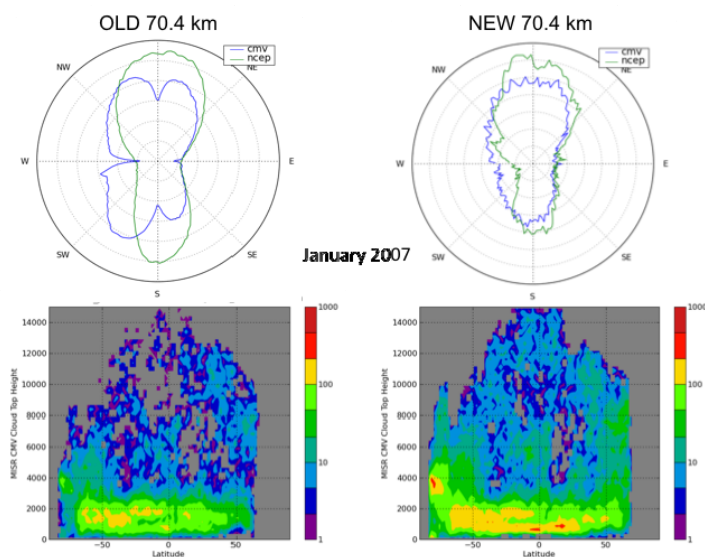 OLD 70.4 km
NEW 70.4 km
cmv
ncep
NW
NE
W
E
SW
SE
S
cmv
ncep
NW
NE
W
E
SW
SE
S
January 2007
MISR CMV Cloud Top Height
14000
12000
10000
8000
6000
4000
2000
0
−50
0
50
Latitude
1000
100
10
1
MISR CMV Cloud Top Height
14000
12000
10000
8000
6000
4000
2000
0
−50
0
50
Latitude
1000
100
10
1